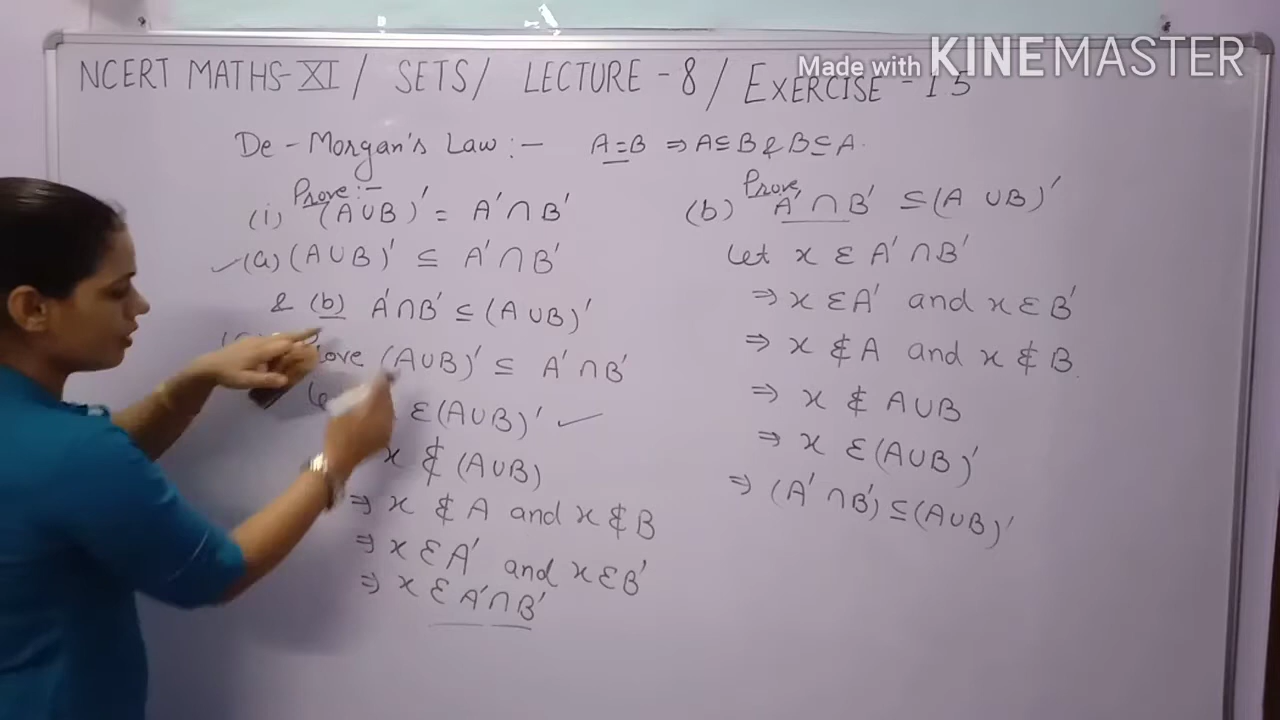 Made with KINEMASTER
NCERT MATHS-XI / SETS / LECTURE - 8 / EXERCISE - 1.5
De-Morgan's Law :- A = B ⇒ A ⊆ B & B ⊆ A.
Prove :-
(i) (A ∪ B)' = A' ∩ B'
(a) (A ∪ B)' ⊆ A' ∩ B'
& (b) A' ∩ B' ⊆ (A ∪ B)'
(A ∪ B)' ⊆ A' ∩ B'
∈ (A ∪ B)' ✓
x ∉ (A ∪ B)
⇒ x ∉ A and x ∉ B
⇒ x ∈ A' and x ∈ B'
⇒ x ∈ A' ∩ B'
Prove
(b) A' ∩ B' ⊆ (A ∪ B)'
Let x ∈ A' ∩ B'
⇒ x ∈ A' and x ∈ B'
⇒ x ∉ A and x ∉ B.
⇒ x ∉ A ∪ B
⇒ x ∈ (A ∪ B)'
⇒ (A' ∩ B') ⊆ (A ∪ B)'